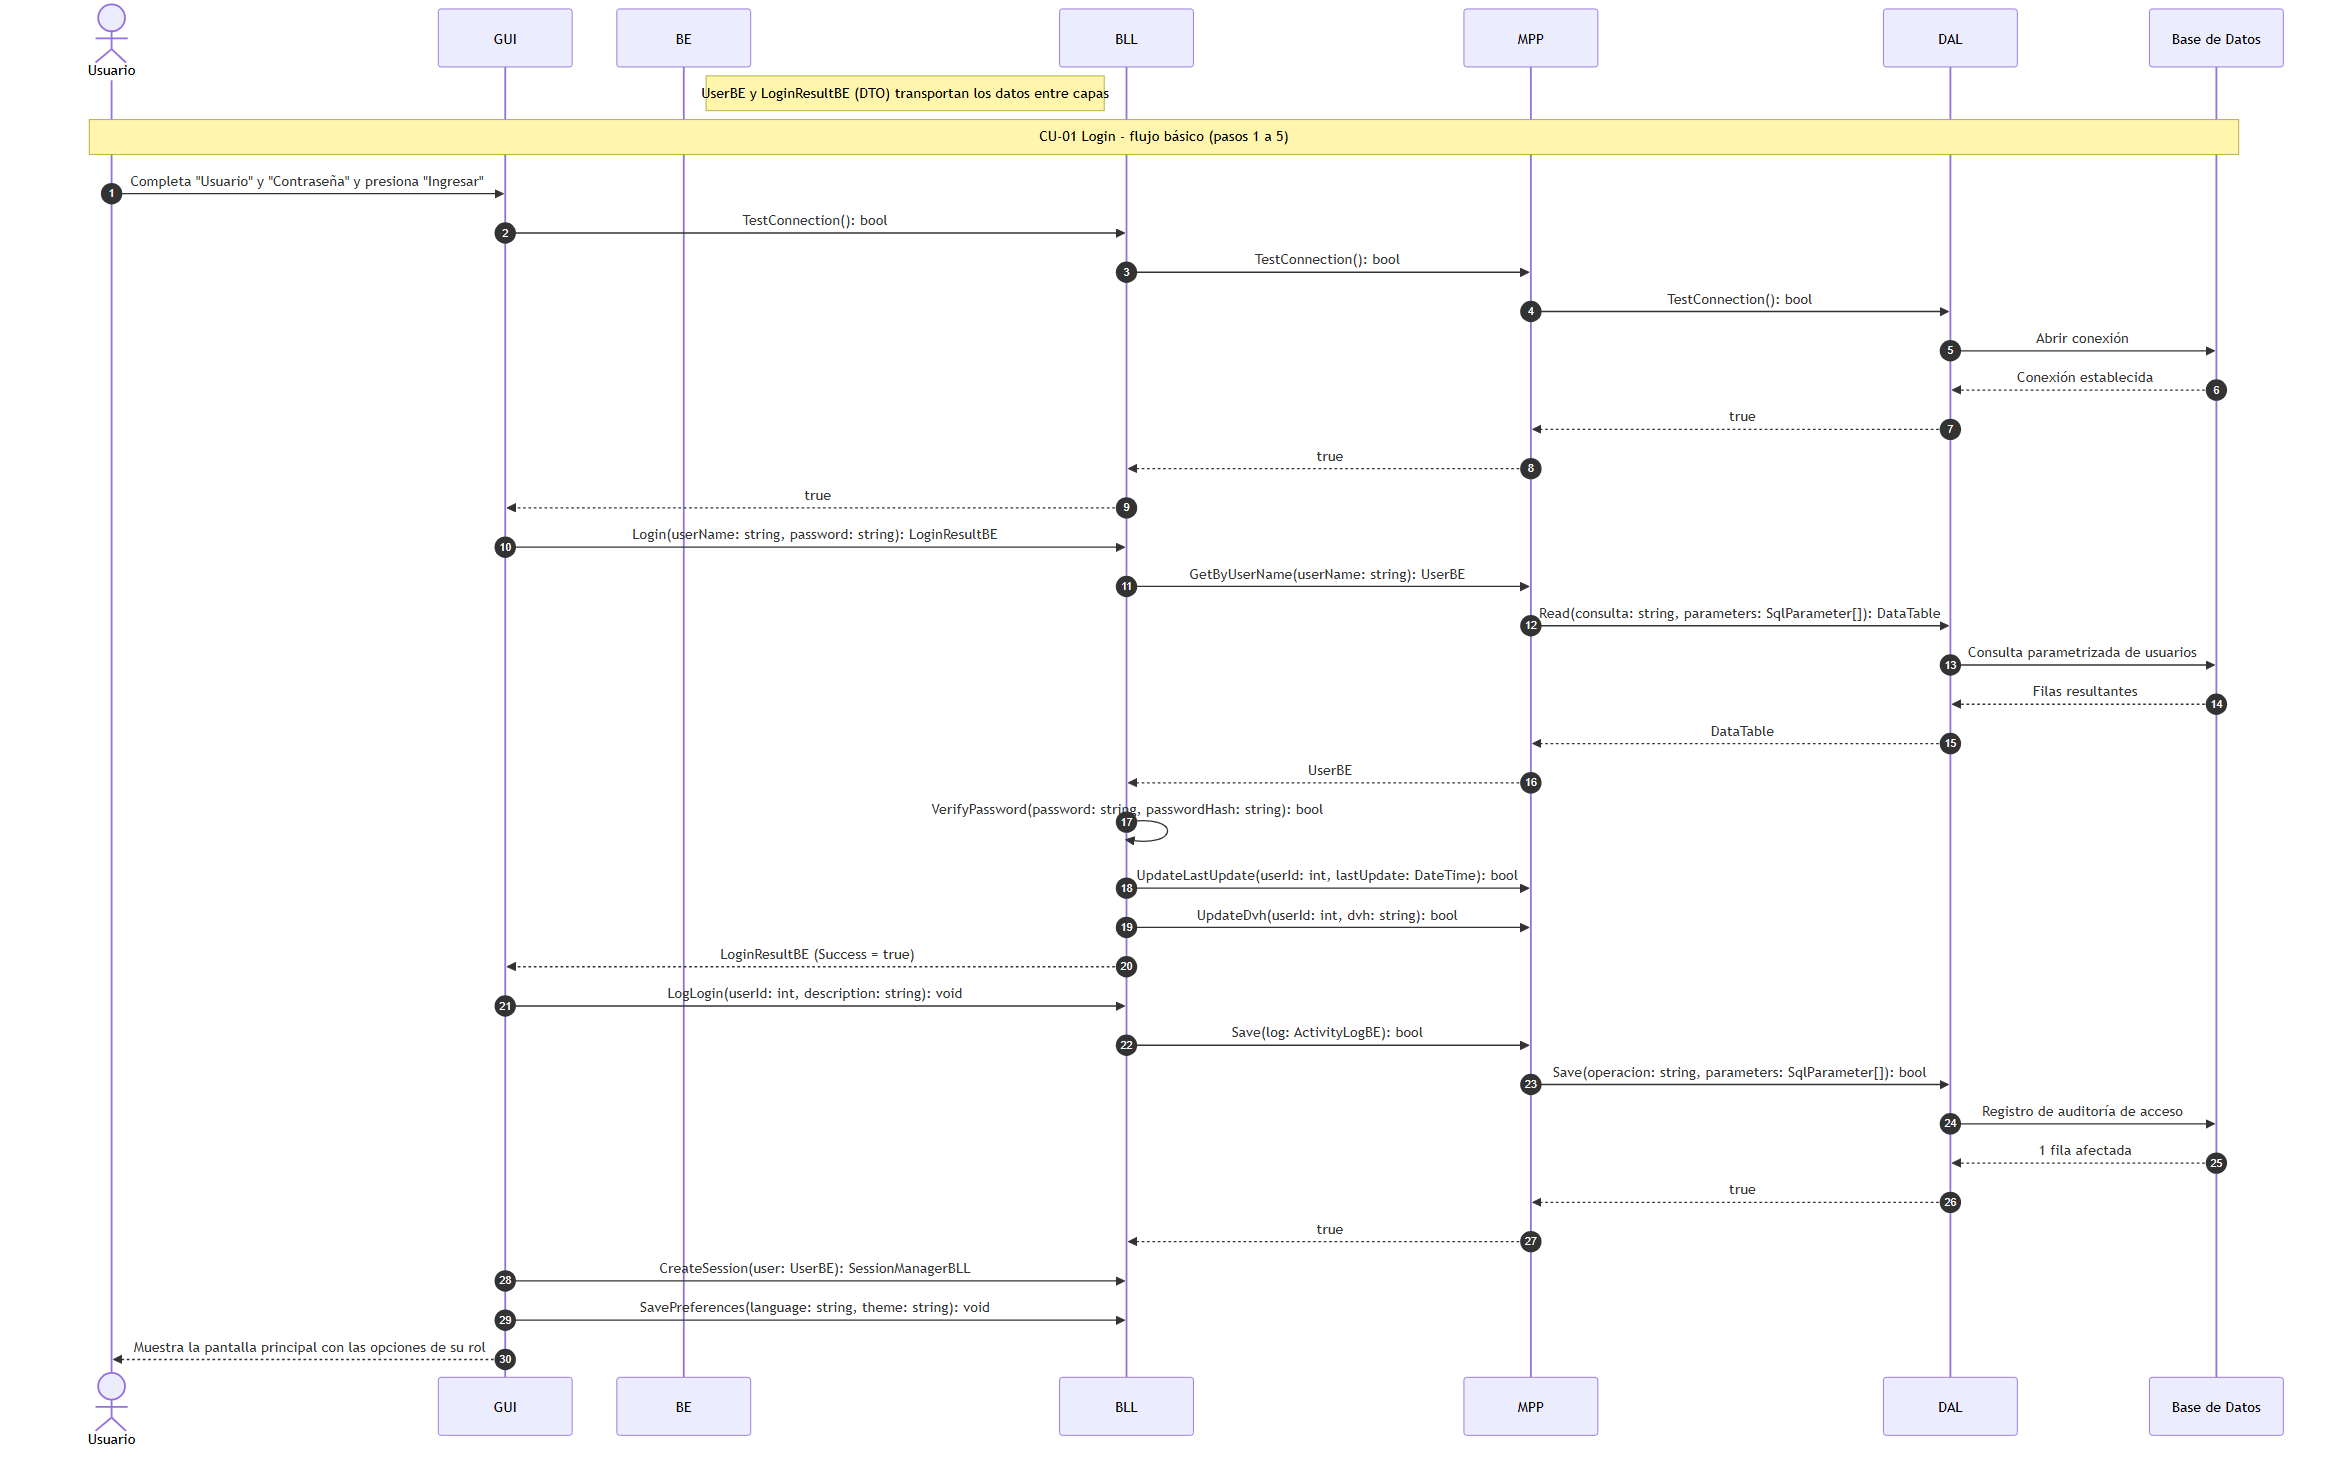 Usuario
GUI
BE
BLL
MPP
DAL
Base de Datos
UserBE y LoginResultBE (DTO) transportan los datos entre capas
CU-01 Login - flujo básico (pasos 1 a 5)
1 Completa "Usuario" y "Contraseña" y presiona "Ingresar"
2 TestConnection(): bool
3 TestConnection(): bool
4 TestConnection(): bool
5 Abrir conexión
6 Conexión establecida
7 true
8 true
9 true
10 Login(userName: string, password: string): LoginResultBE
11 GetByUserName(userName: string): UserBE
12 Read(consulta: string, parameters: SqlParameter[]): DataTable
13 Consulta parametrizada de usuarios
14 Filas resultantes
15 DataTable
16 UserBE
17 VerifyPassword(password: string, passwordHash: string): bool
18 UpdateLastUpdate(userId: int, lastUpdate: DateTime): bool
19 UpdateDvh(userId: int, dvh: string): bool
20 LoginResultBE (Success = true)
21 LogLogin(userId: int, description: string): void
22 Save(log: ActivityLogBE): bool
23 Save(operacion: string, parameters: SqlParameter[]): bool
24 Registro de auditoría de acceso
25 1 fila afectada
26 true
27 true
28 CreateSession(user: UserBE): SessionManagerBLL
29 SavePreferences(language: string, theme: string): void
30 Muestra la pantalla principal con las opciones de su rol
Usuario
GUI
BE
BLL
MPP
DAL
Base de Datos